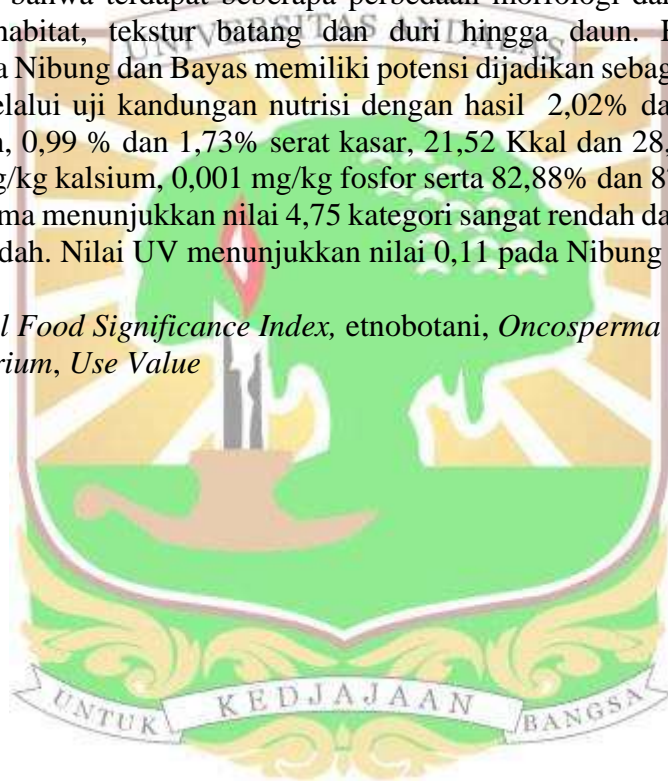 bahwa terdapat beberapa perbedaan morfologi dar
habitat, tekstur batang dan duri hingga daun.
a Nibung dan Bayas memiliki potensi dijadikan sebag
elalui uji kandungan nutrisi dengan hasil 2,02% da
, 0,99 % dan 1,73% serat kasar, 21,52 Kkal dan 28,
g/kg kalsium, 0,001 mg/kg fosfor serta 82,88% dan 8
ma menunjukkan nilai 4,75 kategori sangat rendah da
dah. Nilai UV menunjukkan nilai 0,11 pada Nibung
l Food Significance Index, etnobotani, Oncosperma
rium, Use Value
UNIVERSITAS ANDALAS
UNTUK KEDJAJAAN BANGSA